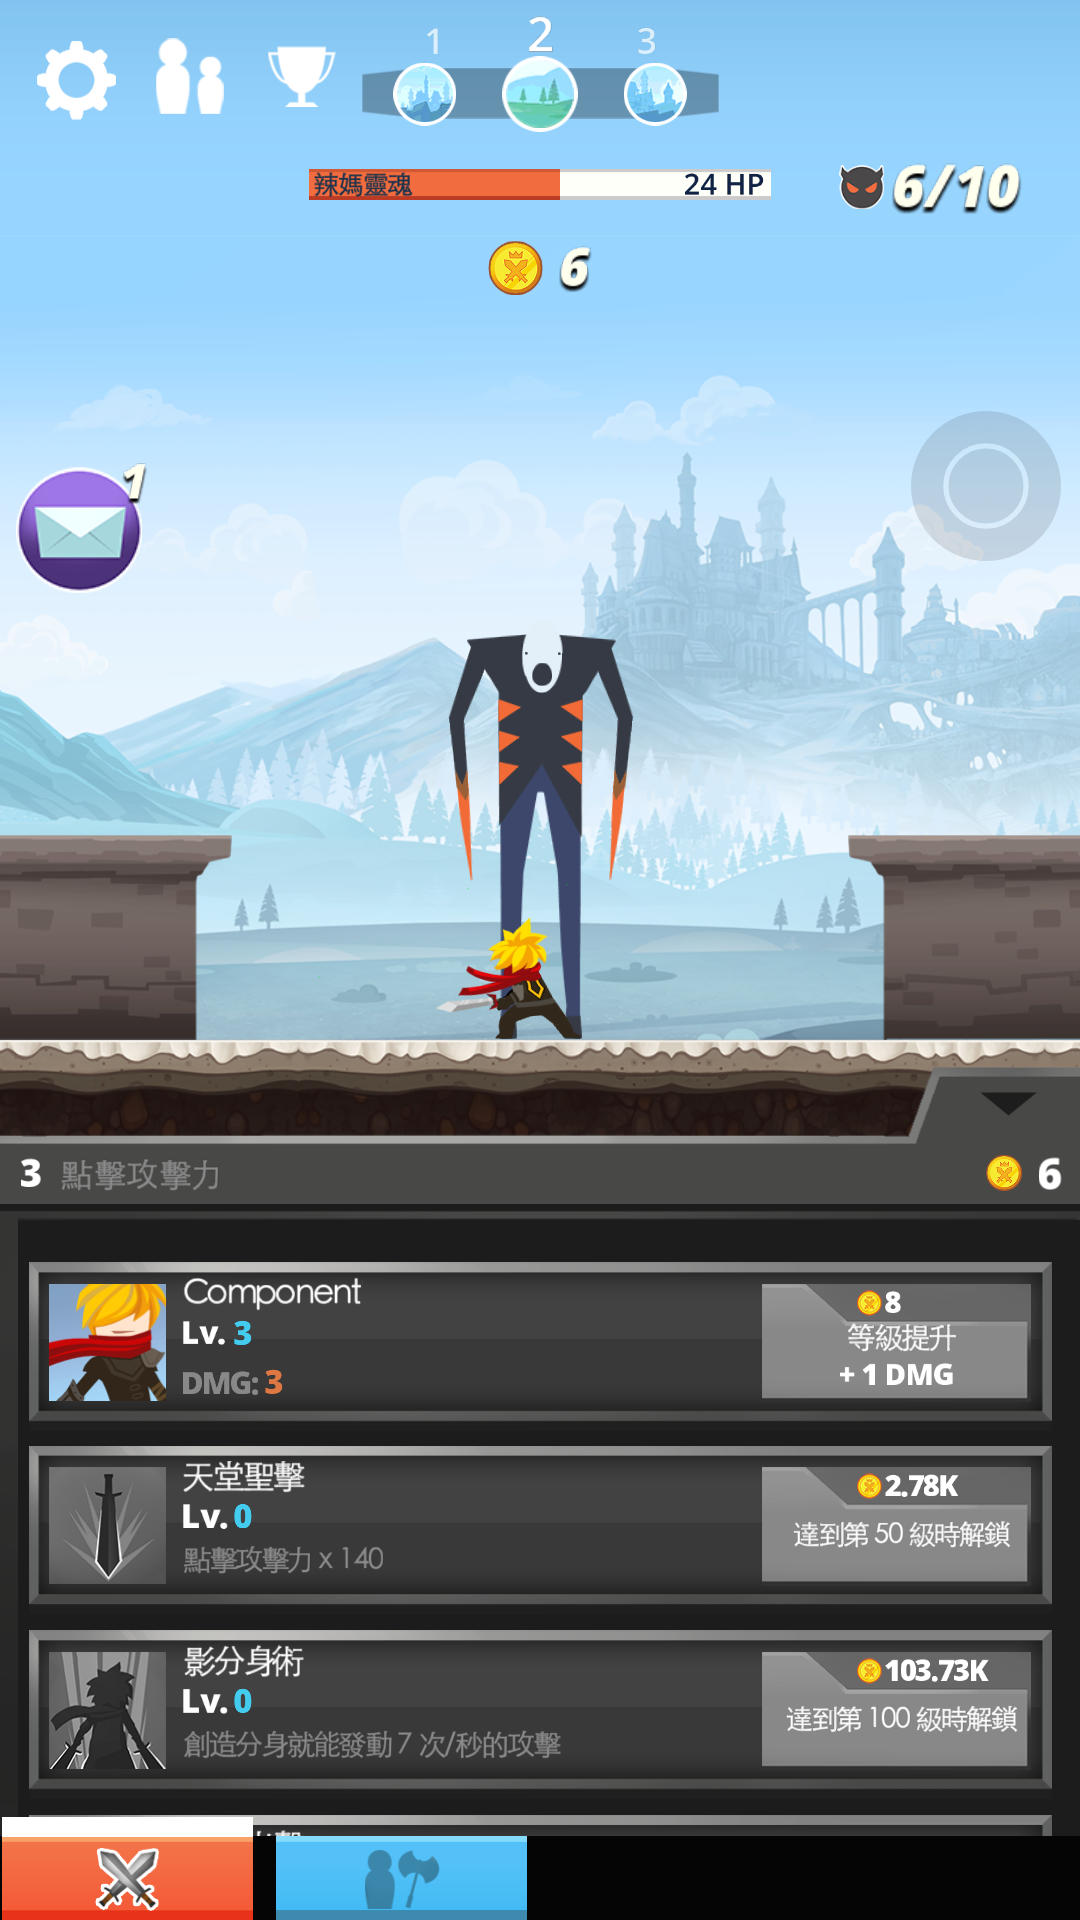 1 2 3
辣媽靈魂 24 HP
6/10
6
1
3 點擊攻擊力 6
Component
Lv. 3
DMG: 3
8
等級提升
+ 1 DMG
天堂聖擊
Lv. 0
點擊攻擊力 x 140
2.78K
達到第 50 級時解鎖
影分身術
Lv. 0
創造分身就能發動 7 次/秒的攻擊
103.73K
達到第 100 級時解鎖